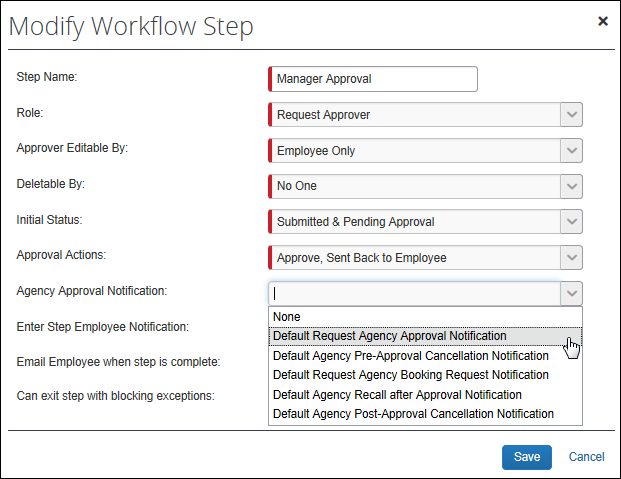 Modify Workflow Step
Step Name: Manager Approval
Role: Request Approver
Approver Editable By: Employee Only
Deletable By: No One
Initial Status: Submitted & Pending Approval
Approval Actions: Approve, Sent Back to Employee
Agency Approval Notification:
None
Enter Step Employee Notification: Default Request Agency Approval Notification
Default Agency Pre-Approval Cancellation Notification
Email Employee when step is complete: Default Request Agency Booking Request Notification
Can exit step with blocking exceptions: Default Agency Recall after Approval Notification
Default Agency Post-Approval Cancellation Notification
Save Cancel